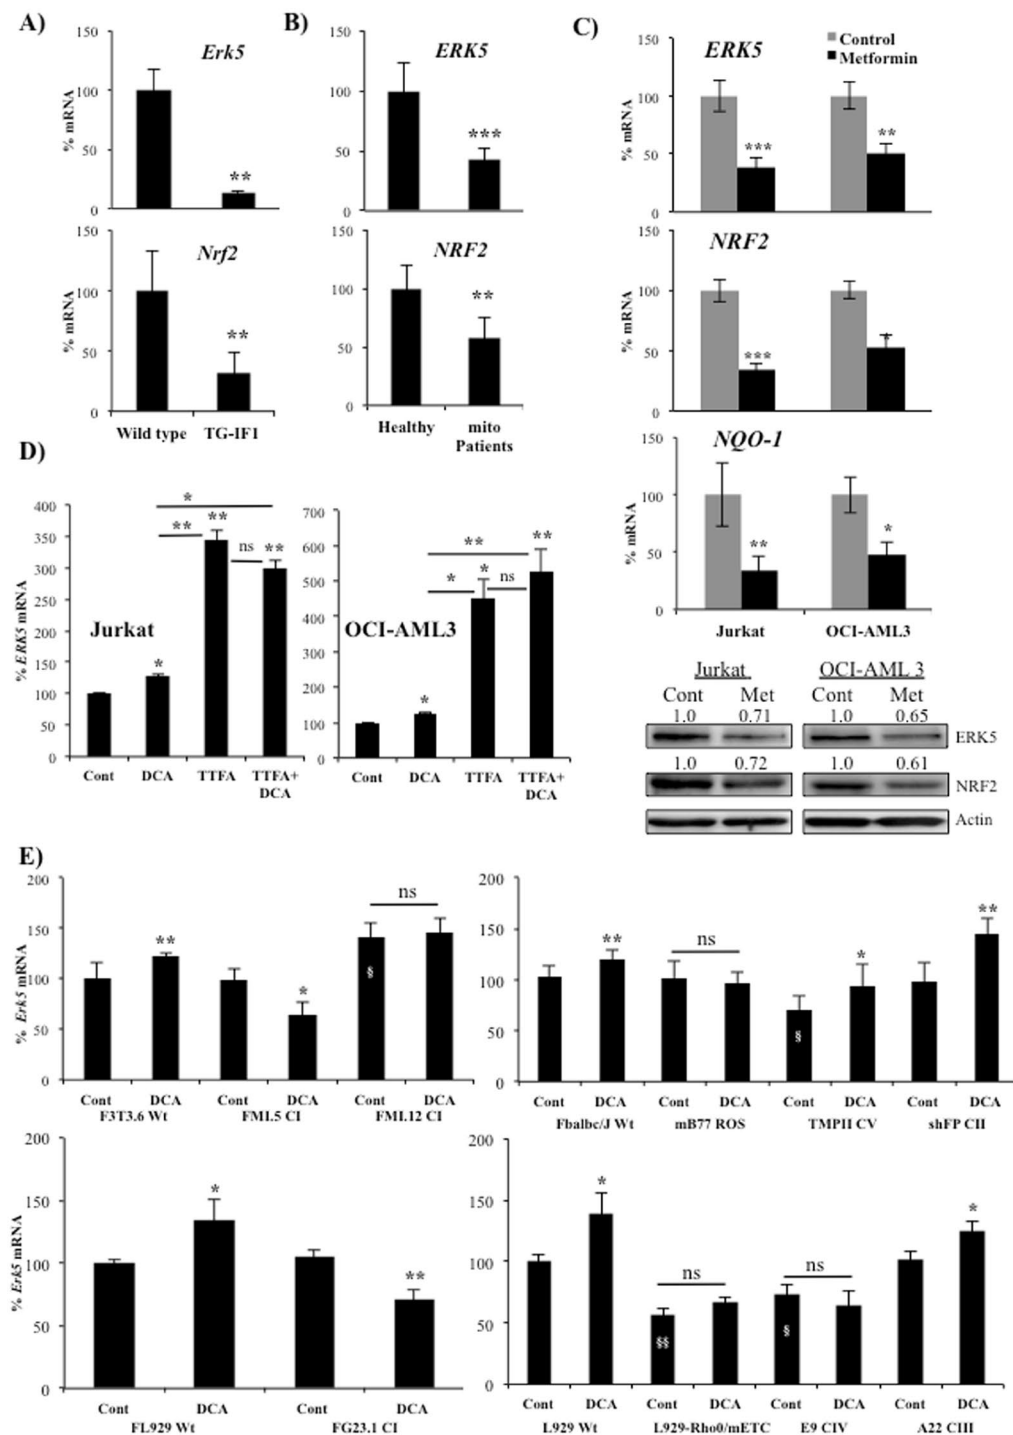 A)
Erk5
% mRNA
150
100
50
0
**
Nrf2
% mRNA
150
100
50
0
**
Wild type TG-IF1
B)
ERK5
150
100
50
0
***
NRF2
150
100
50
0
**
Healthy mito Patients
C)
Control
Metformin
ERK5
% mRNA
150
100
50
0
*** **
NRF2
% mRNA
150
100
50
0
*** *
NQO-1
% mRNA
150
100
50
0
** *
Jurkat OCI-AML3
Jurkat OCI-AML 3
Cont Met Cont Met
1.0 0.71 1.0 0.65
ERK5
1.0 0.72 1.0 0.61
NRF2
Actin
D)
% ERK5 mRNA
400
350
300
250
200
150
100
50
0
*
** ** ns **
Jurkat
*
Cont DCA TTFA TTFA+ DCA
700
600
500
400
300
200
100
0
** **
* * ns
OCI-AML3
*
Cont DCA TTFA TTFA+ DCA
E)
% Erk5 mRNA
200
150
100
50
0
** * § ns
Cont DCA Cont DCA Cont DCA
F3T3.6 Wt FMI.5 CI FMI.12 CI
200
150
100
50
0
** ns § * **
Cont DCA Cont DCA Cont DCA Cont DCA
Fbalbc/J Wt mB77 ROS TMPII CV shFP CII
% Erk5 mRNA
200
150
100
50
0
* **
Cont DCA Cont DCA
FL929 Wt FG23.1 CI
200
150
100
50
0
* ns §§ ns § *
Cont DCA Cont DCA Cont DCA Cont DCA
L929 Wt L929-Rho0/mETC E9 CIV A22 CIII